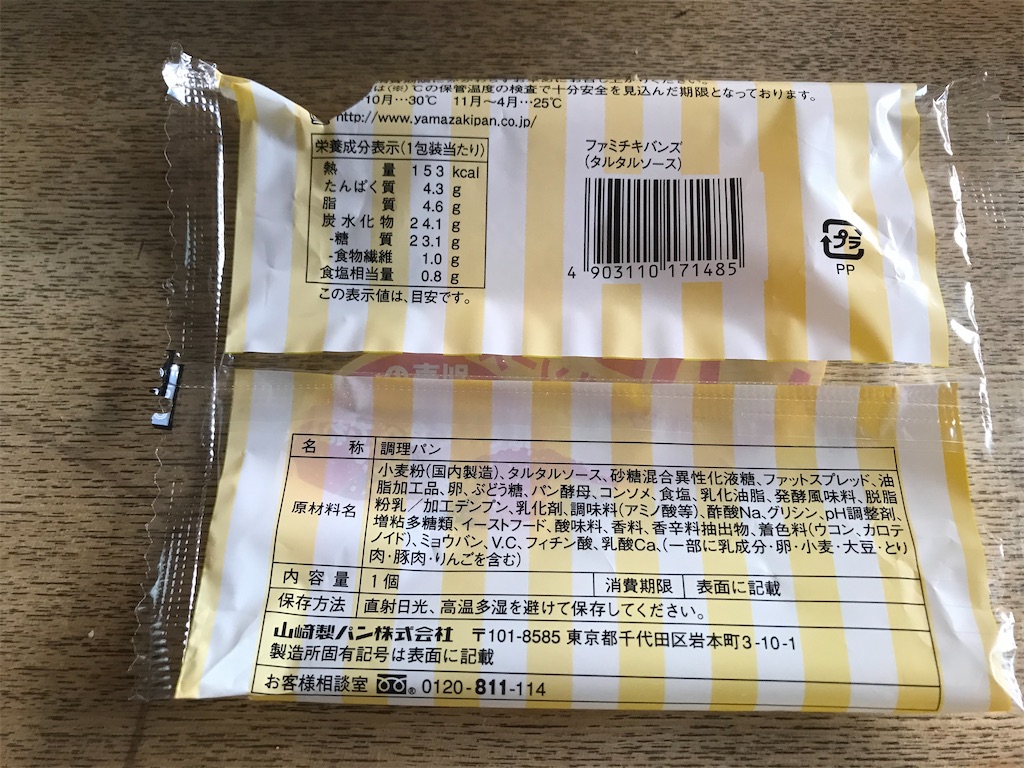 は(※)℃の保管温度の検査で十分安全を見込んだ期限となっております。
10月…30℃ 11月〜4月…25℃
http://www.yamazakipan.co.jp/
栄養成分表示(1包装当たり)
熱量 153 kcal
たんぱく質 4.3 g
脂質 4.6 g
炭水化物 24.1 g
-糖質 23.1 g
-食物繊維 1.0 g
食塩相当量 0.8 g
この表示値は、目安です。
ファミチキバンズ
(タルタルソース)
4 903110 171485
プラ
PP
名称 調理パン
原材料名
小麦粉(国内製造)、タルタルソース、砂糖混合異性化液糖、ファットスプレッド、油
脂加工品、卵、ぶどう糖、パン酵母、コンソメ、食塩、乳化油脂、発酵風味料、脱脂
粉乳/加工デンプン、乳化剤、調味料(アミノ酸等)、酢酸Na、グリシン、pH調整剤、
増粘多糖類、イーストフード、酸味料、香料、香辛料抽出物、着色料(ウコン、カロテ
ノイド)、ミョウバン、V.C、フィチン酸、乳酸Ca、(一部に乳成分・卵・小麦・大豆・とり
肉・豚肉・りんごを含む)
内容量 1個 消費期限 表面に記載
保存方法 直射日光、高温多湿を避けて保存してください。
山崎製パン株式会社 〒101-8585 東京都千代田区岩本町3-10-1
製造所固有記号は表面に記載
お客様相談室 0120-811-114